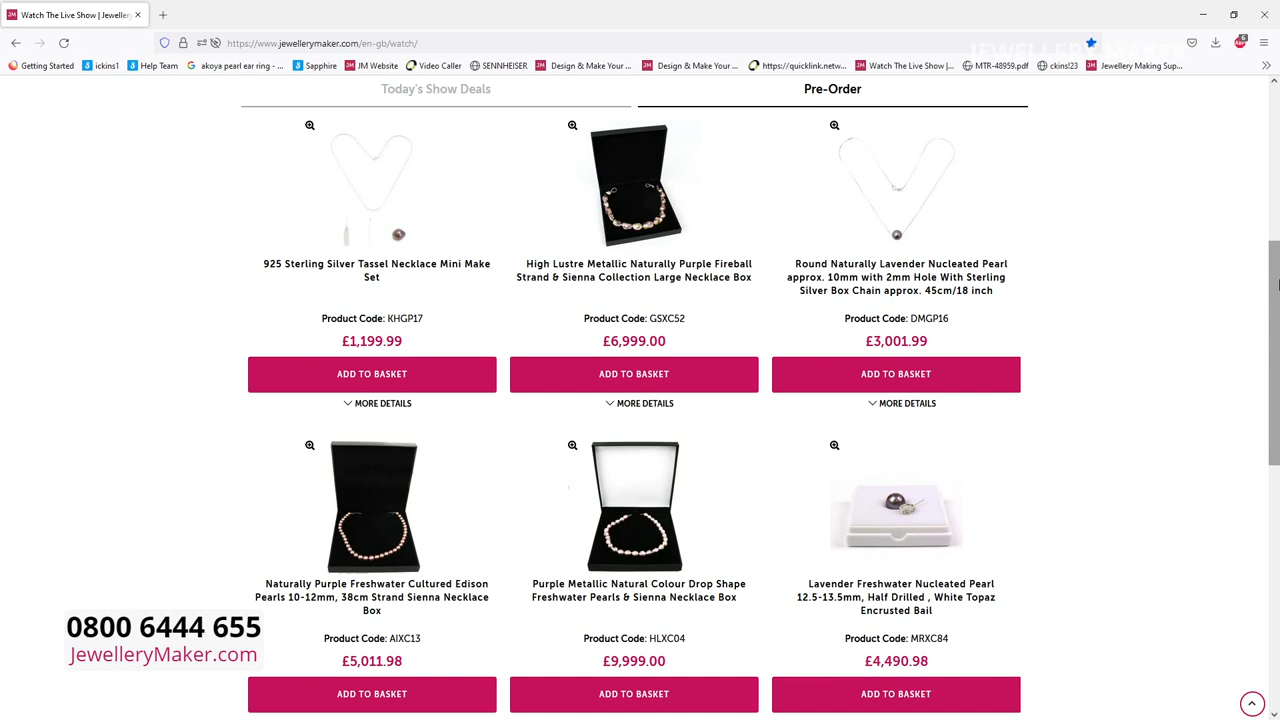 Watch The Live Show | Jeweller
https://www.jewellerymaker.com/en-gb/watch/
JEWELLERYMAKER
Getting Started
ickins1
Help Team
akoya pearl ear ring - ...
Sapphire
JM Website
Video Caller
SENNHEISER
Design & Make Your ...
Design & Make Your ...
https://quicklink.netw...
Watch The Live Show |...
MTR-48959.pdf
ckins!23
Jewellery Making Sup...
Today's Show Deals
Pre-Order
925 Sterling Silver Tassel Necklace Mini Make
Set
Product Code: KHGP17
£1,199.99
ADD TO BASKET
MORE DETAILS
High Lustre Metallic Naturally Purple Fireball
Strand & Sienna Collection Large Necklace Box
Product Code: GSXC52
£6,999.00
ADD TO BASKET
MORE DETAILS
Round Naturally Lavender Nucleated Pearl
approx. 10mm with 2mm Hole With Sterling
Silver Box Chain approx. 45cm/18 inch
Product Code: DMGP16
£3,001.99
ADD TO BASKET
MORE DETAILS
Naturally Purple Freshwater Cultured Edison
Pearls 10-12mm, 38cm Strand Sienna Necklace
Box
Product Code: AIXC13
£5,011.98
ADD TO BASKET
Purple Metallic Natural Colour Drop Shape
Freshwater Pearls & Sienna Necklace Box
Product Code: HLXC04
£9,999.00
ADD TO BASKET
Lavender Freshwater Nucleated Pearl
12.5-13.5mm, Half Drilled , White Topaz
Encrusted Bail
Product Code: MRXC84
£4,490.98
ADD TO BASKET
0800 6444 655
JewelleryMaker.com